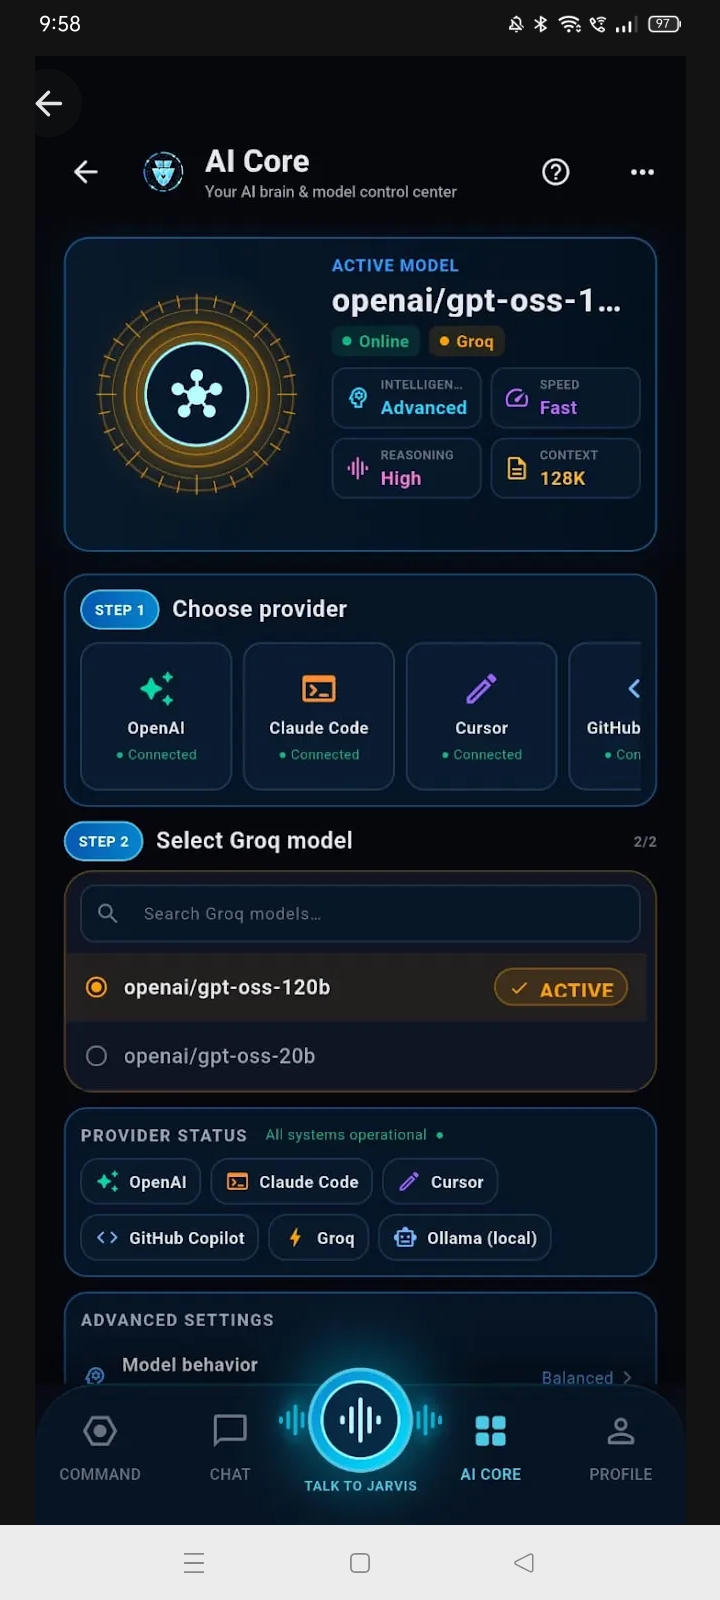 9:58
97
AI Core
Your AI brain & model control center
ACTIVE MODEL
openai/gpt-oss-1...
Online
Groq
INTELLIGEN...
Advanced
SPEED
Fast
REASONING
High
CONTEXT
128K
STEP 1
Choose provider
OpenAI
Claude Code
Cursor
GitHub
Connected
Connected
Connected
Con
STEP 2
Select Groq model
2/2
Search Groq models...
openai/gpt-oss-120b
ACTIVE
openai/gpt-oss-20b
PROVIDER STATUS
All systems operational
OpenAI
Claude Code
Cursor
GitHub Copilot
Groq
Ollama (local)
ADVANCED SETTINGS
Model behavior
Balanced
COMMAND
CHAT
TALK TO JARVIS
AI CORE
PROFILE